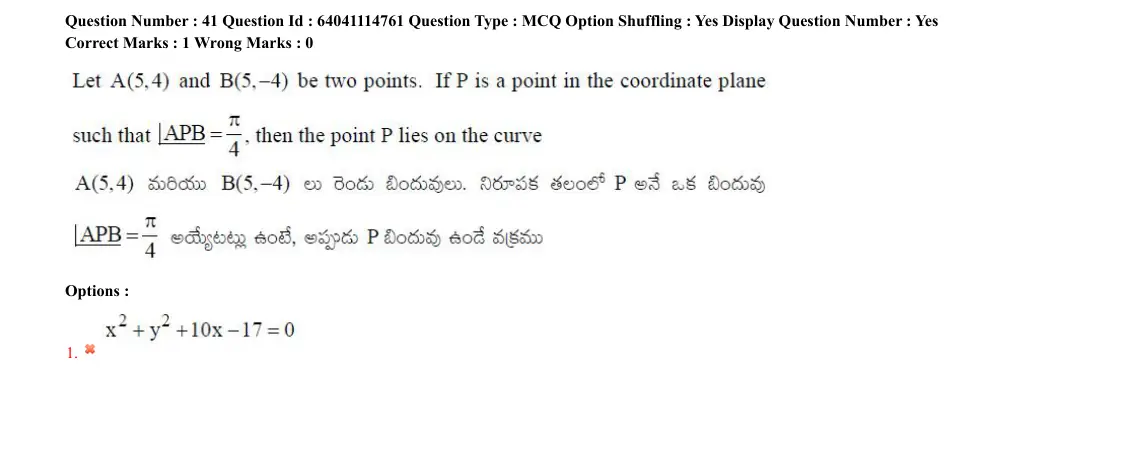 Question Number : 41 Question Id : 64041114761 Question Type : MCQ Option Shuffling : Yes Display Question Number : Yes
Correct Marks : 1 Wrong Marks : 0
Let A(5,4) and B(5,−4) be two points. If P is a point in the coordinate plane
such that ∠APB = π/4, then the point P lies on the curve
A(5,4) మరియు B(5,−4) లు రెండు బిందువులు. నిరూపక తలంలో P అనే ఒక బిందువు
∠APB = π/4 అయ్యేటట్లు ఉంటే, అప్పుడు P బిందువు ఉండే వక్రము
Options :
x² + y² +10x −17 = 0
1. ✖